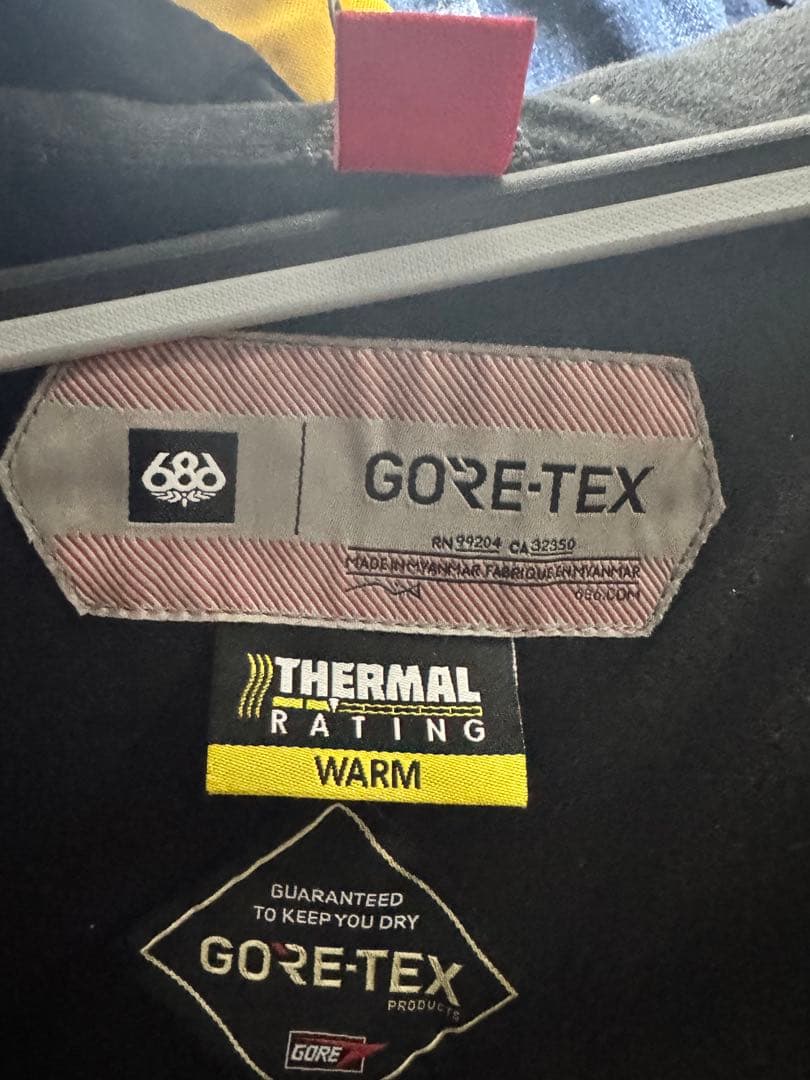 686
GORE-TEX
RN 99204 CA 32350
MADE IN MYANMAR FABRIQUE EN MYANMAR
686.COM
THERMAL
RATING
WARM
GUARANTEED
TO KEEP YOU DRY
GORE-TEX
PRODUCTS
GORE